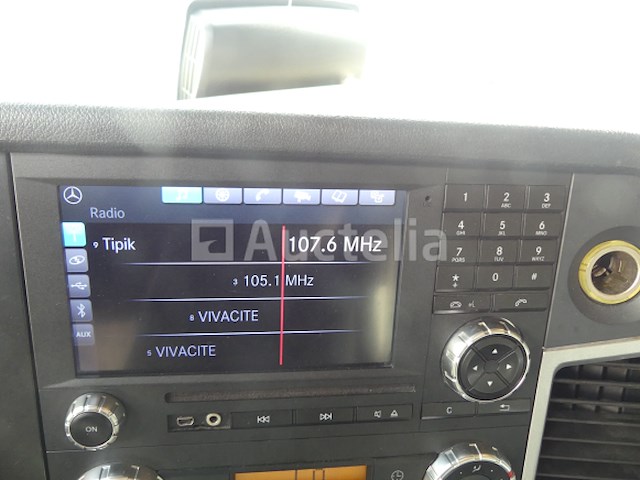 Radio
9 Tipik 107.6 MHz
Auctelia
3 105.1 MHz
8 VIVACITE
5 VIVACITE
AUX
ON
1 2 ABC 3 DEF
4 GHI 5 JKL 6 MNO
7 PQRS 8 TUV 9 WXYZ
* 0 #
C